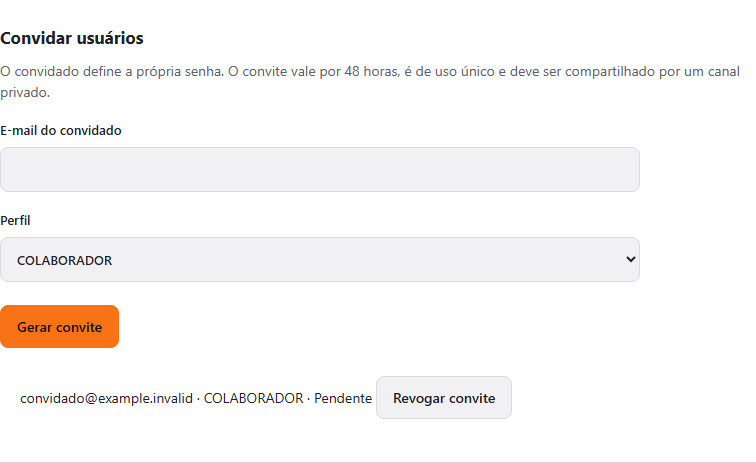 Convidar usuários
O convidado define a própria senha. O convite vale por 48 horas, é de uso único e deve ser compartilhado por um canal
privado.
E-mail do convidado
Perfil
COLABORADOR
Gerar convite
convidado@example.invalid · COLABORADOR · Pendente Revogar convite